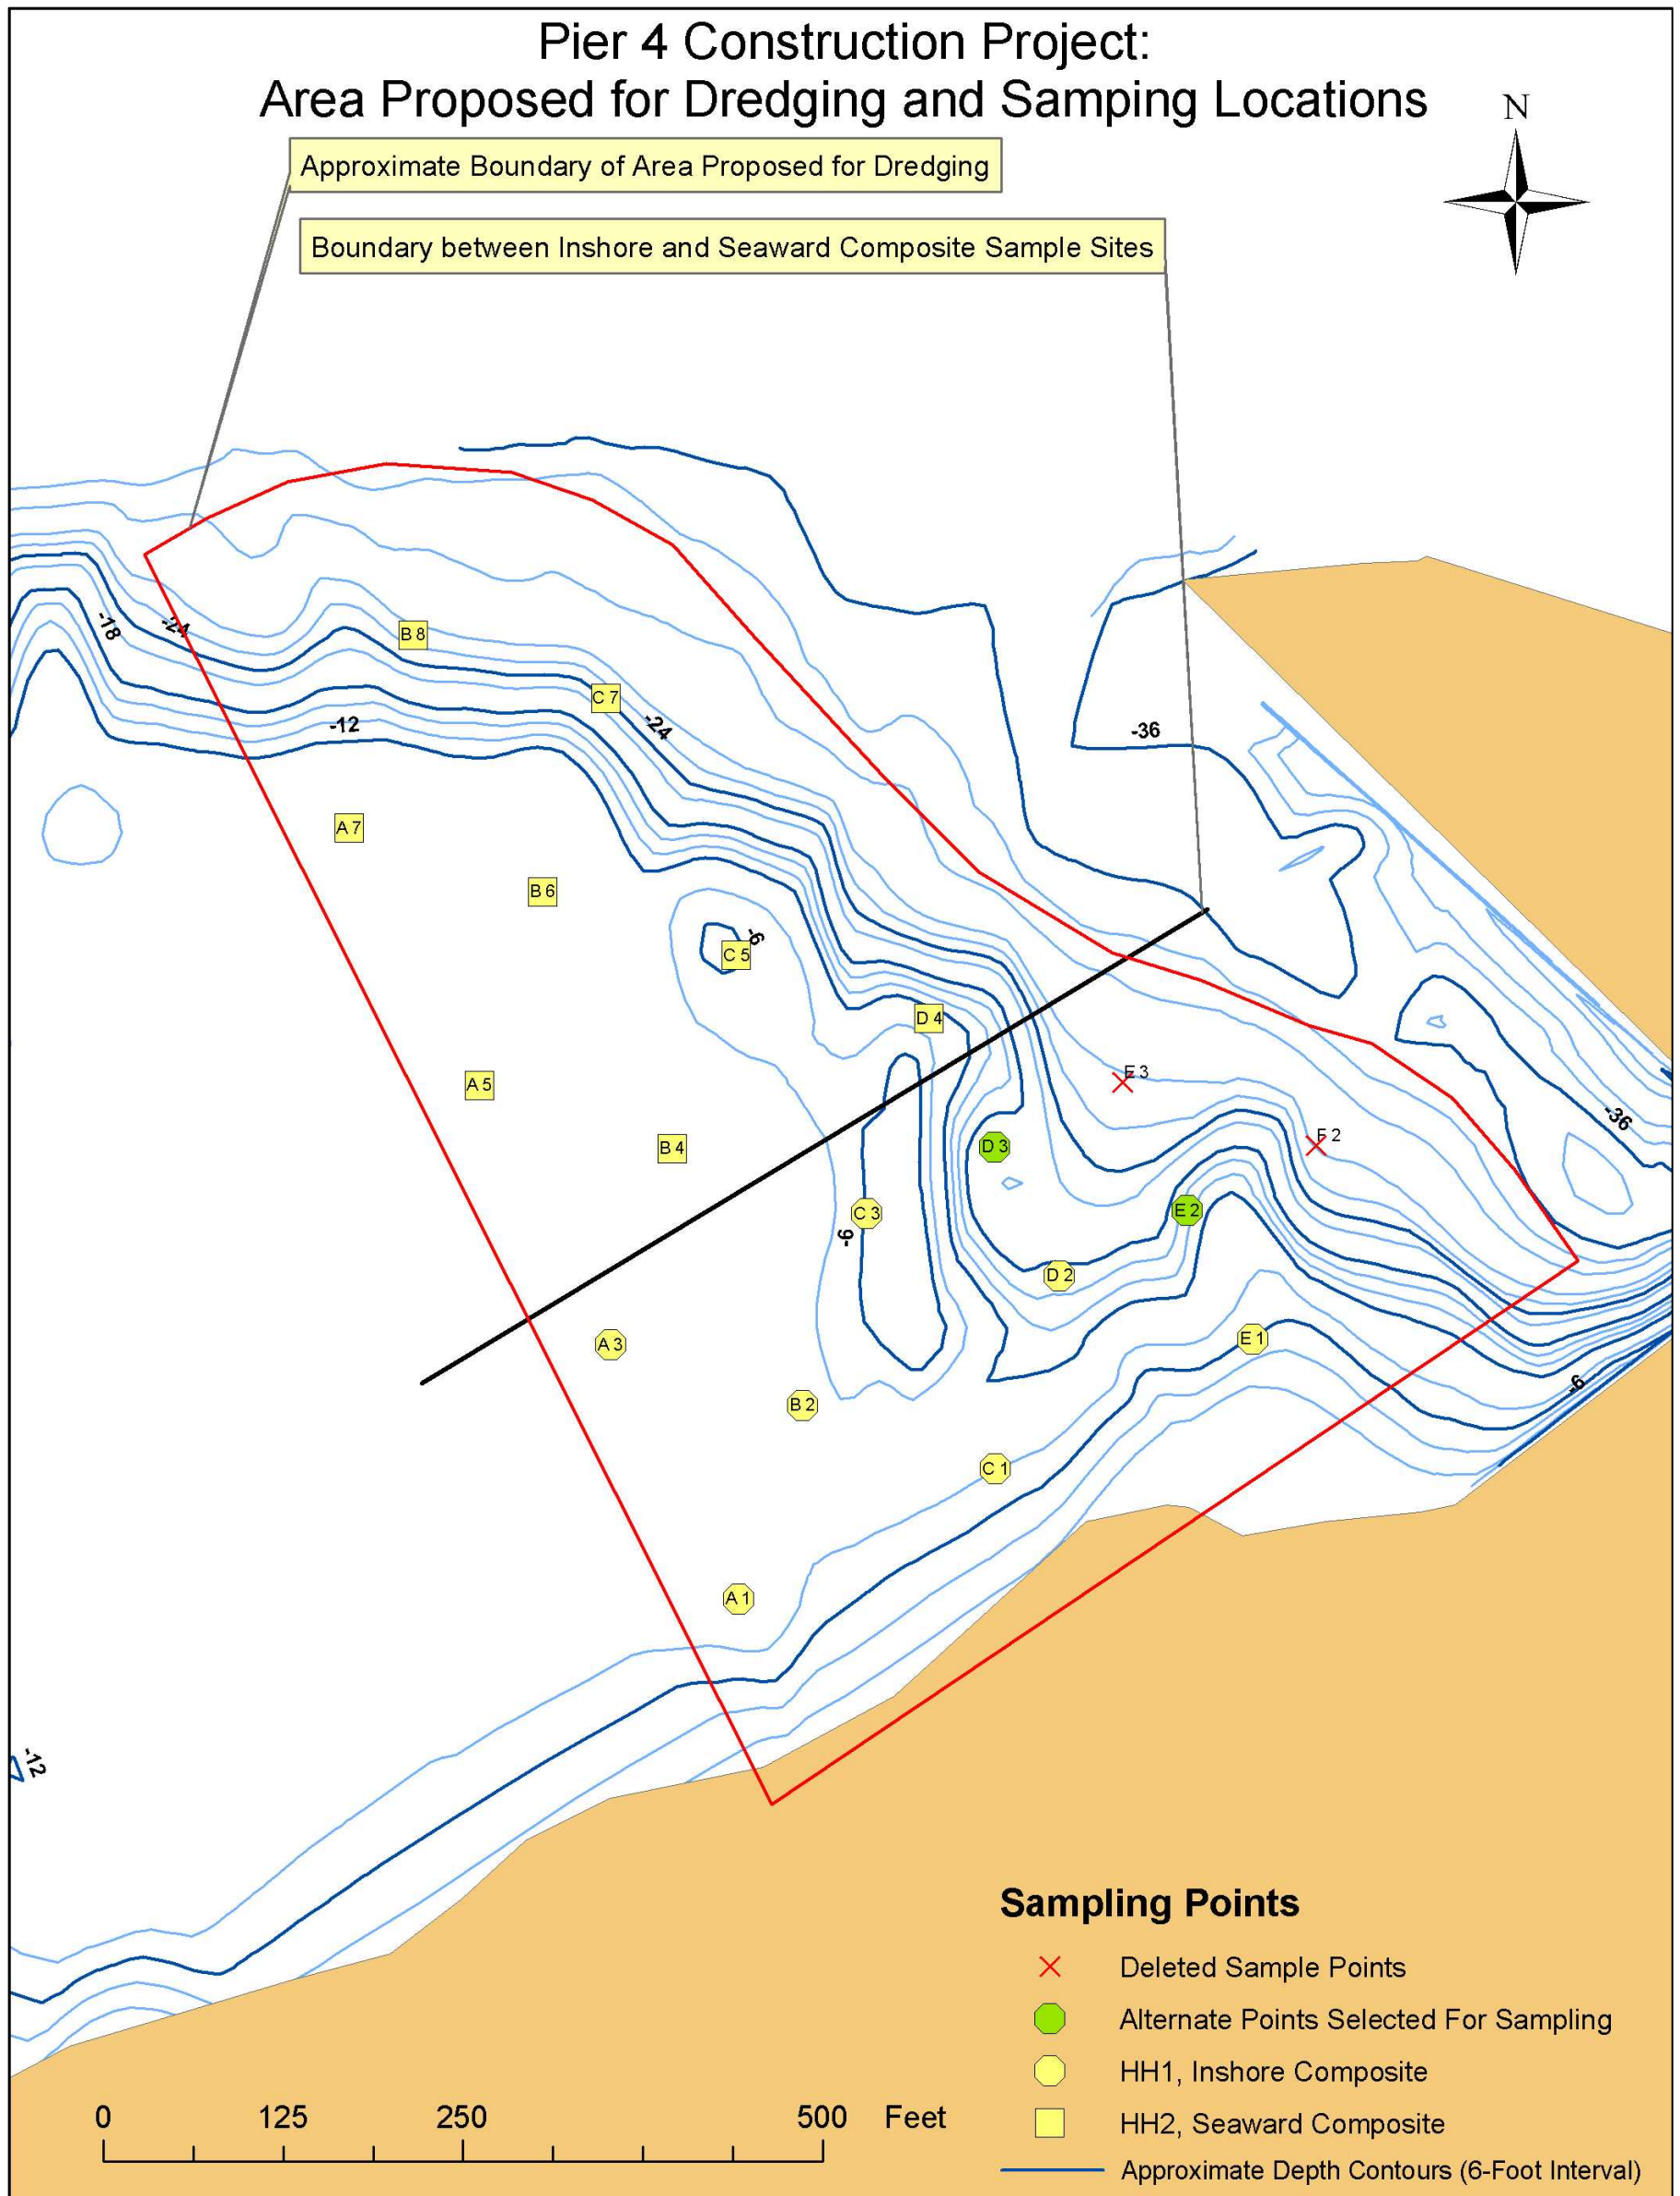 Pier 4 Construction Project:
Area Proposed for Dredging and Samping Locations
N
Approximate Boundary of Area Proposed for Dredging
Boundary between Inshore and Seaward Composite Sample Sites
-18
-24
B 8
C 7
-24
-12
-36
A 7
B 6
-6
C 5
D 4
E 3
A 5
-36
F 2
B 4
D 3
C 3
E 2
-6
D 2
A 3
E 1
-6
B 2
C 1
A 1
-12
Sampling Points
Deleted Sample Points
Alternate Points Selected For Sampling
HH1, Inshore Composite
HH2, Seaward Composite
Approximate Depth Contours (6-Foot Interval)
0 125 250 500 Feet